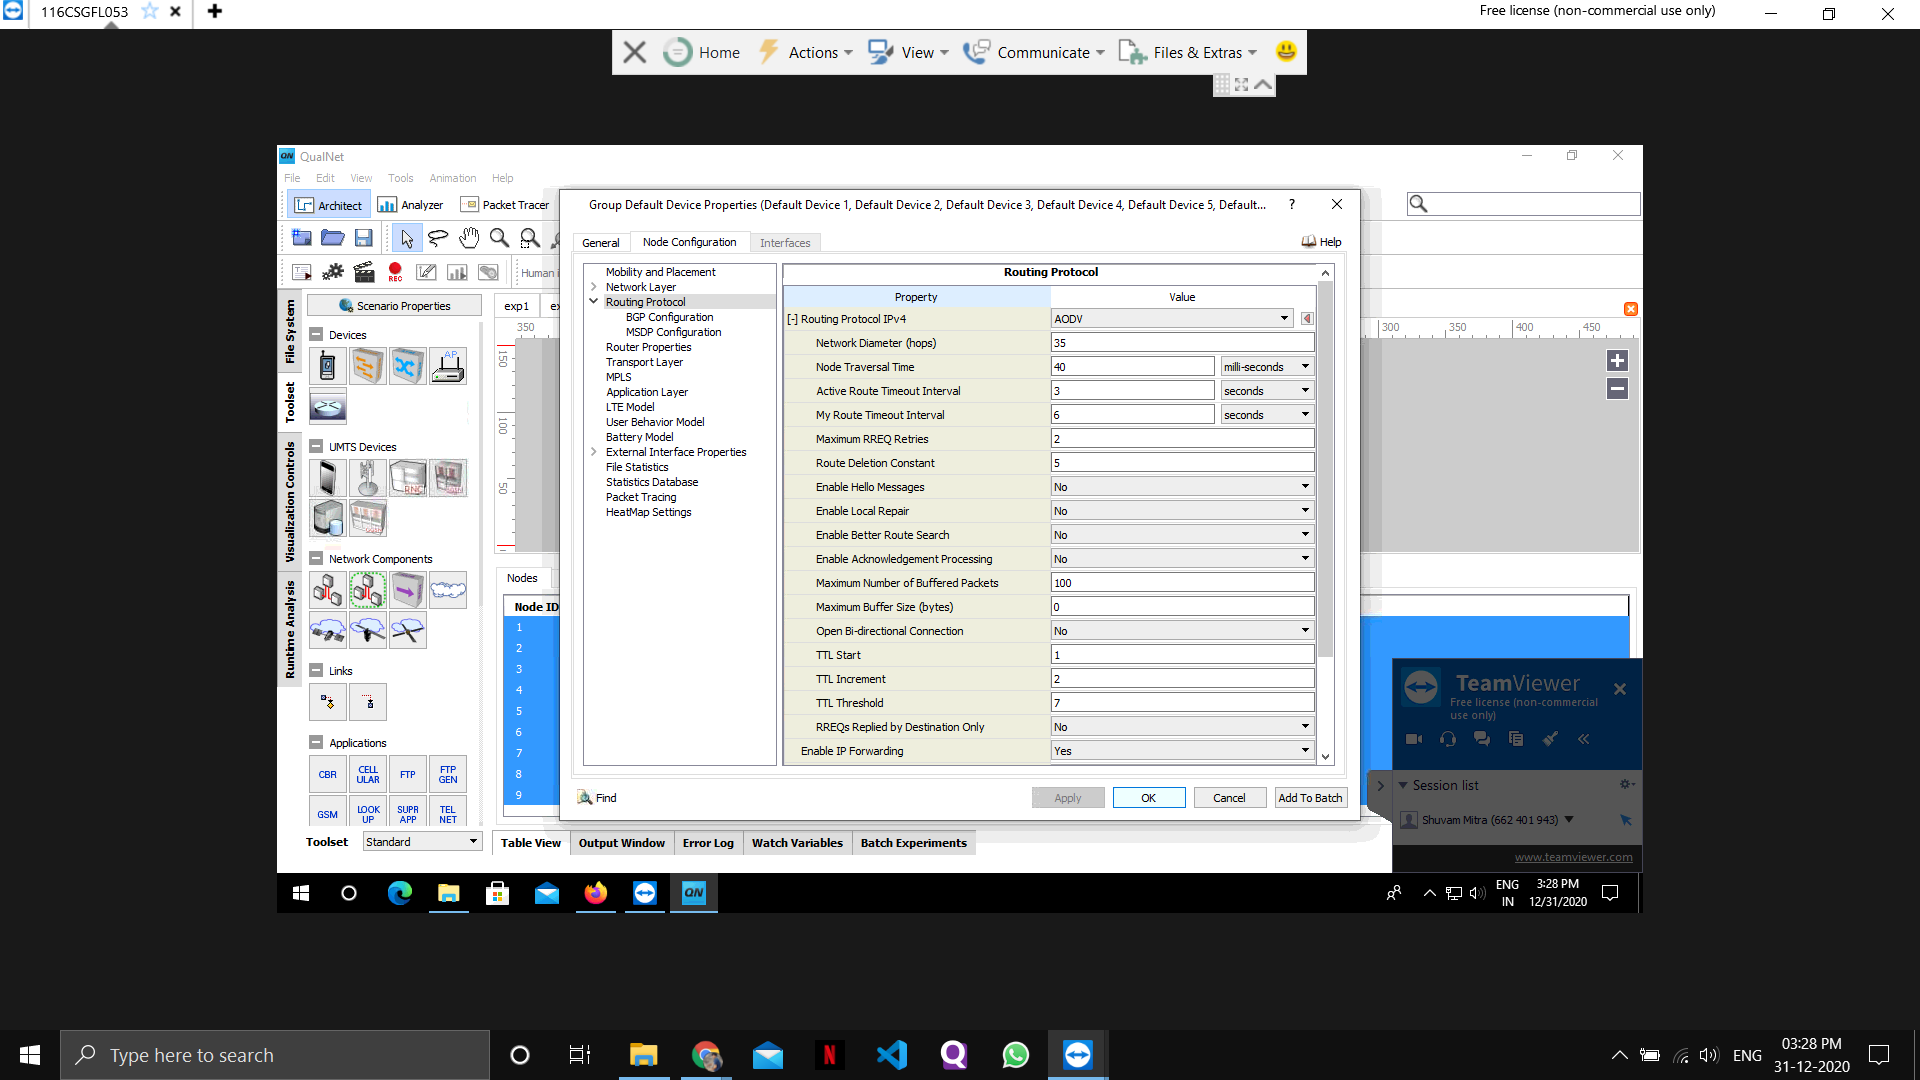 116CSGFL053
Free license (non-commercial use only)
Home Actions View Communicate Files & Extras
QN QualNet
File Edit View Tools Animation Help
Architect Analyzer Packet Tracer
REC
Human i
Group Default Device Properties (Default Device 1, Default Device 2, Default Device 3, Default Device 4, Default Device 5, Default...
?
General Node Configuration Interfaces
Help
File System
Toolset
Visualization Controls
Runtime Analysis
Scenario Properties
Devices
AP
UMTS Devices
RNC
Network Components
Links
Applications
CBR
CELL ULAR
FTP
FTP GEN
GSM
LOOK UP
SUPR APP
TEL NET
Toolset Standard
exp1
350
150
100
50
300 350 400 450
Nodes
Node ID
1
2
3
4
5
6
7
8
9
Mobility and Placement
Network Layer
Routing Protocol
BGP Configuration
MSDP Configuration
Router Properties
Transport Layer
MPLS
Application Layer
LTE Model
User Behavior Model
Battery Model
External Interface Properties
File Statistics
Statistics Database
Packet Tracing
HeatMap Settings
Routing Protocol
Property Value
[-] Routing Protocol IPv4 AODV
Network Diameter (hops) 35
Node Traversal Time 40 milli-seconds
Active Route Timeout Interval 3 seconds
My Route Timeout Interval 6 seconds
Maximum RREQ Retries 2
Route Deletion Constant 5
Enable Hello Messages No
Enable Local Repair No
Enable Better Route Search No
Enable Acknowledgement Processing No
Maximum Number of Buffered Packets 100
Maximum Buffer Size (bytes) 0
Open Bi-directional Connection No
TTL Start 1
TTL Increment 2
TTL Threshold 7
RREQs Replied by Destination Only No
Enable IP Forwarding Yes
Find
Apply OK Cancel Add To Batch
Table View Output Window Error Log Watch Variables Batch Experiments
TeamViewer
Free license (non-commercial
use only)
Session list
Shuvam Mitra (662 401 943)
www.teamviewer.com
QN
ENG
IN
3:28 PM
12/31/2020
Type here to search
N
Q
ENG
03:28 PM
31-12-2020